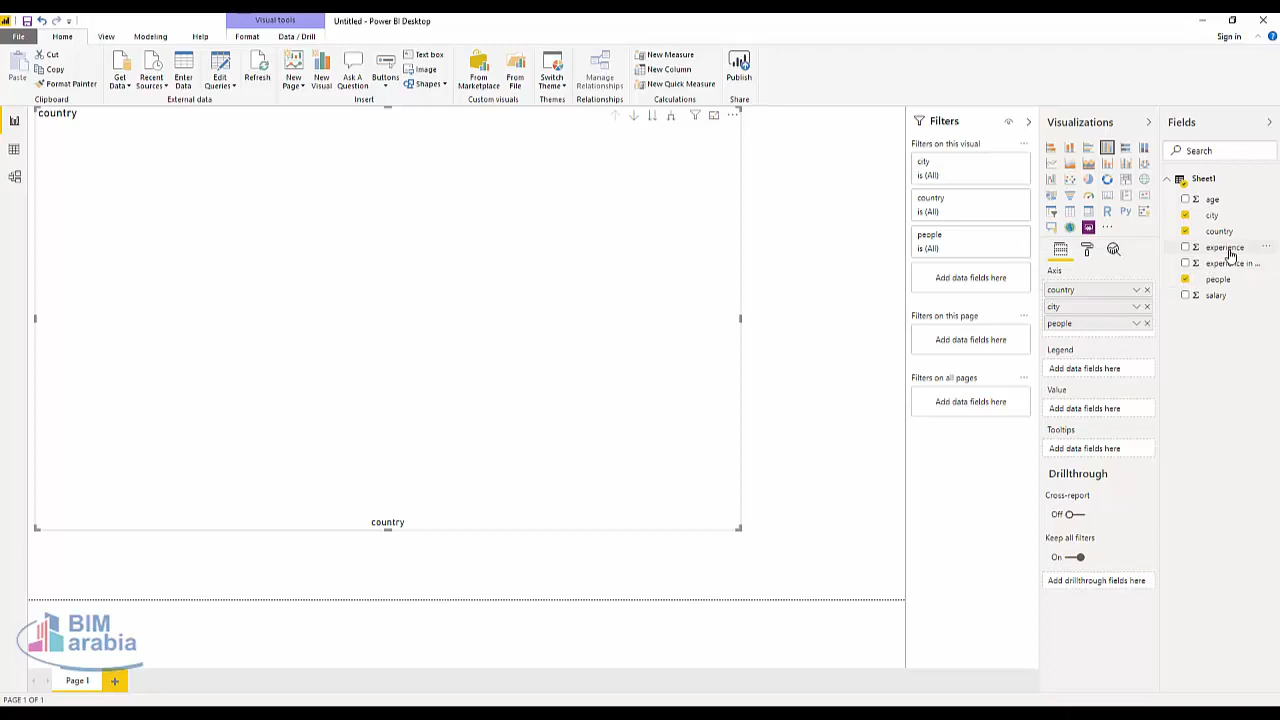 Visual tools
Untitled - Power BI Desktop
File Home View Modeling Help Format Data / Drill Sign in
Paste
Cut
Copy
Format Painter
Clipboard
Get Data
Recent Sources
Enter Data
Edit Queries
External data
Refresh
New Page
New Visual
Ask A Question
Buttons
Text box
Image
Shapes
Insert
From Marketplace
From File
Custom visuals
Switch Theme
Themes
Manage Relationships
Relationships
New Measure
New Column
New Quick Measure
Calculations
Publish
Share
country
country
Filters
Filters on this visual
city
is (All)
country
is (All)
people
is (All)
Add data fields here
Filters on this page
Add data fields here
Filters on all pages
Add data fields here
Visualizations
R Py
Axis
country
city
people
Legend
Add data fields here
Value
Add data fields here
Tooltips
Add data fields here
Drillthrough
Cross-report
Off
Keep all filters
On
Add drillthrough fields here
Fields
Search
Sheet1
Σ age
city
country
Σ experience
Σ experience in ...
people
Σ salary
BIM
arabia
Page 1
PAGE 1 OF 1